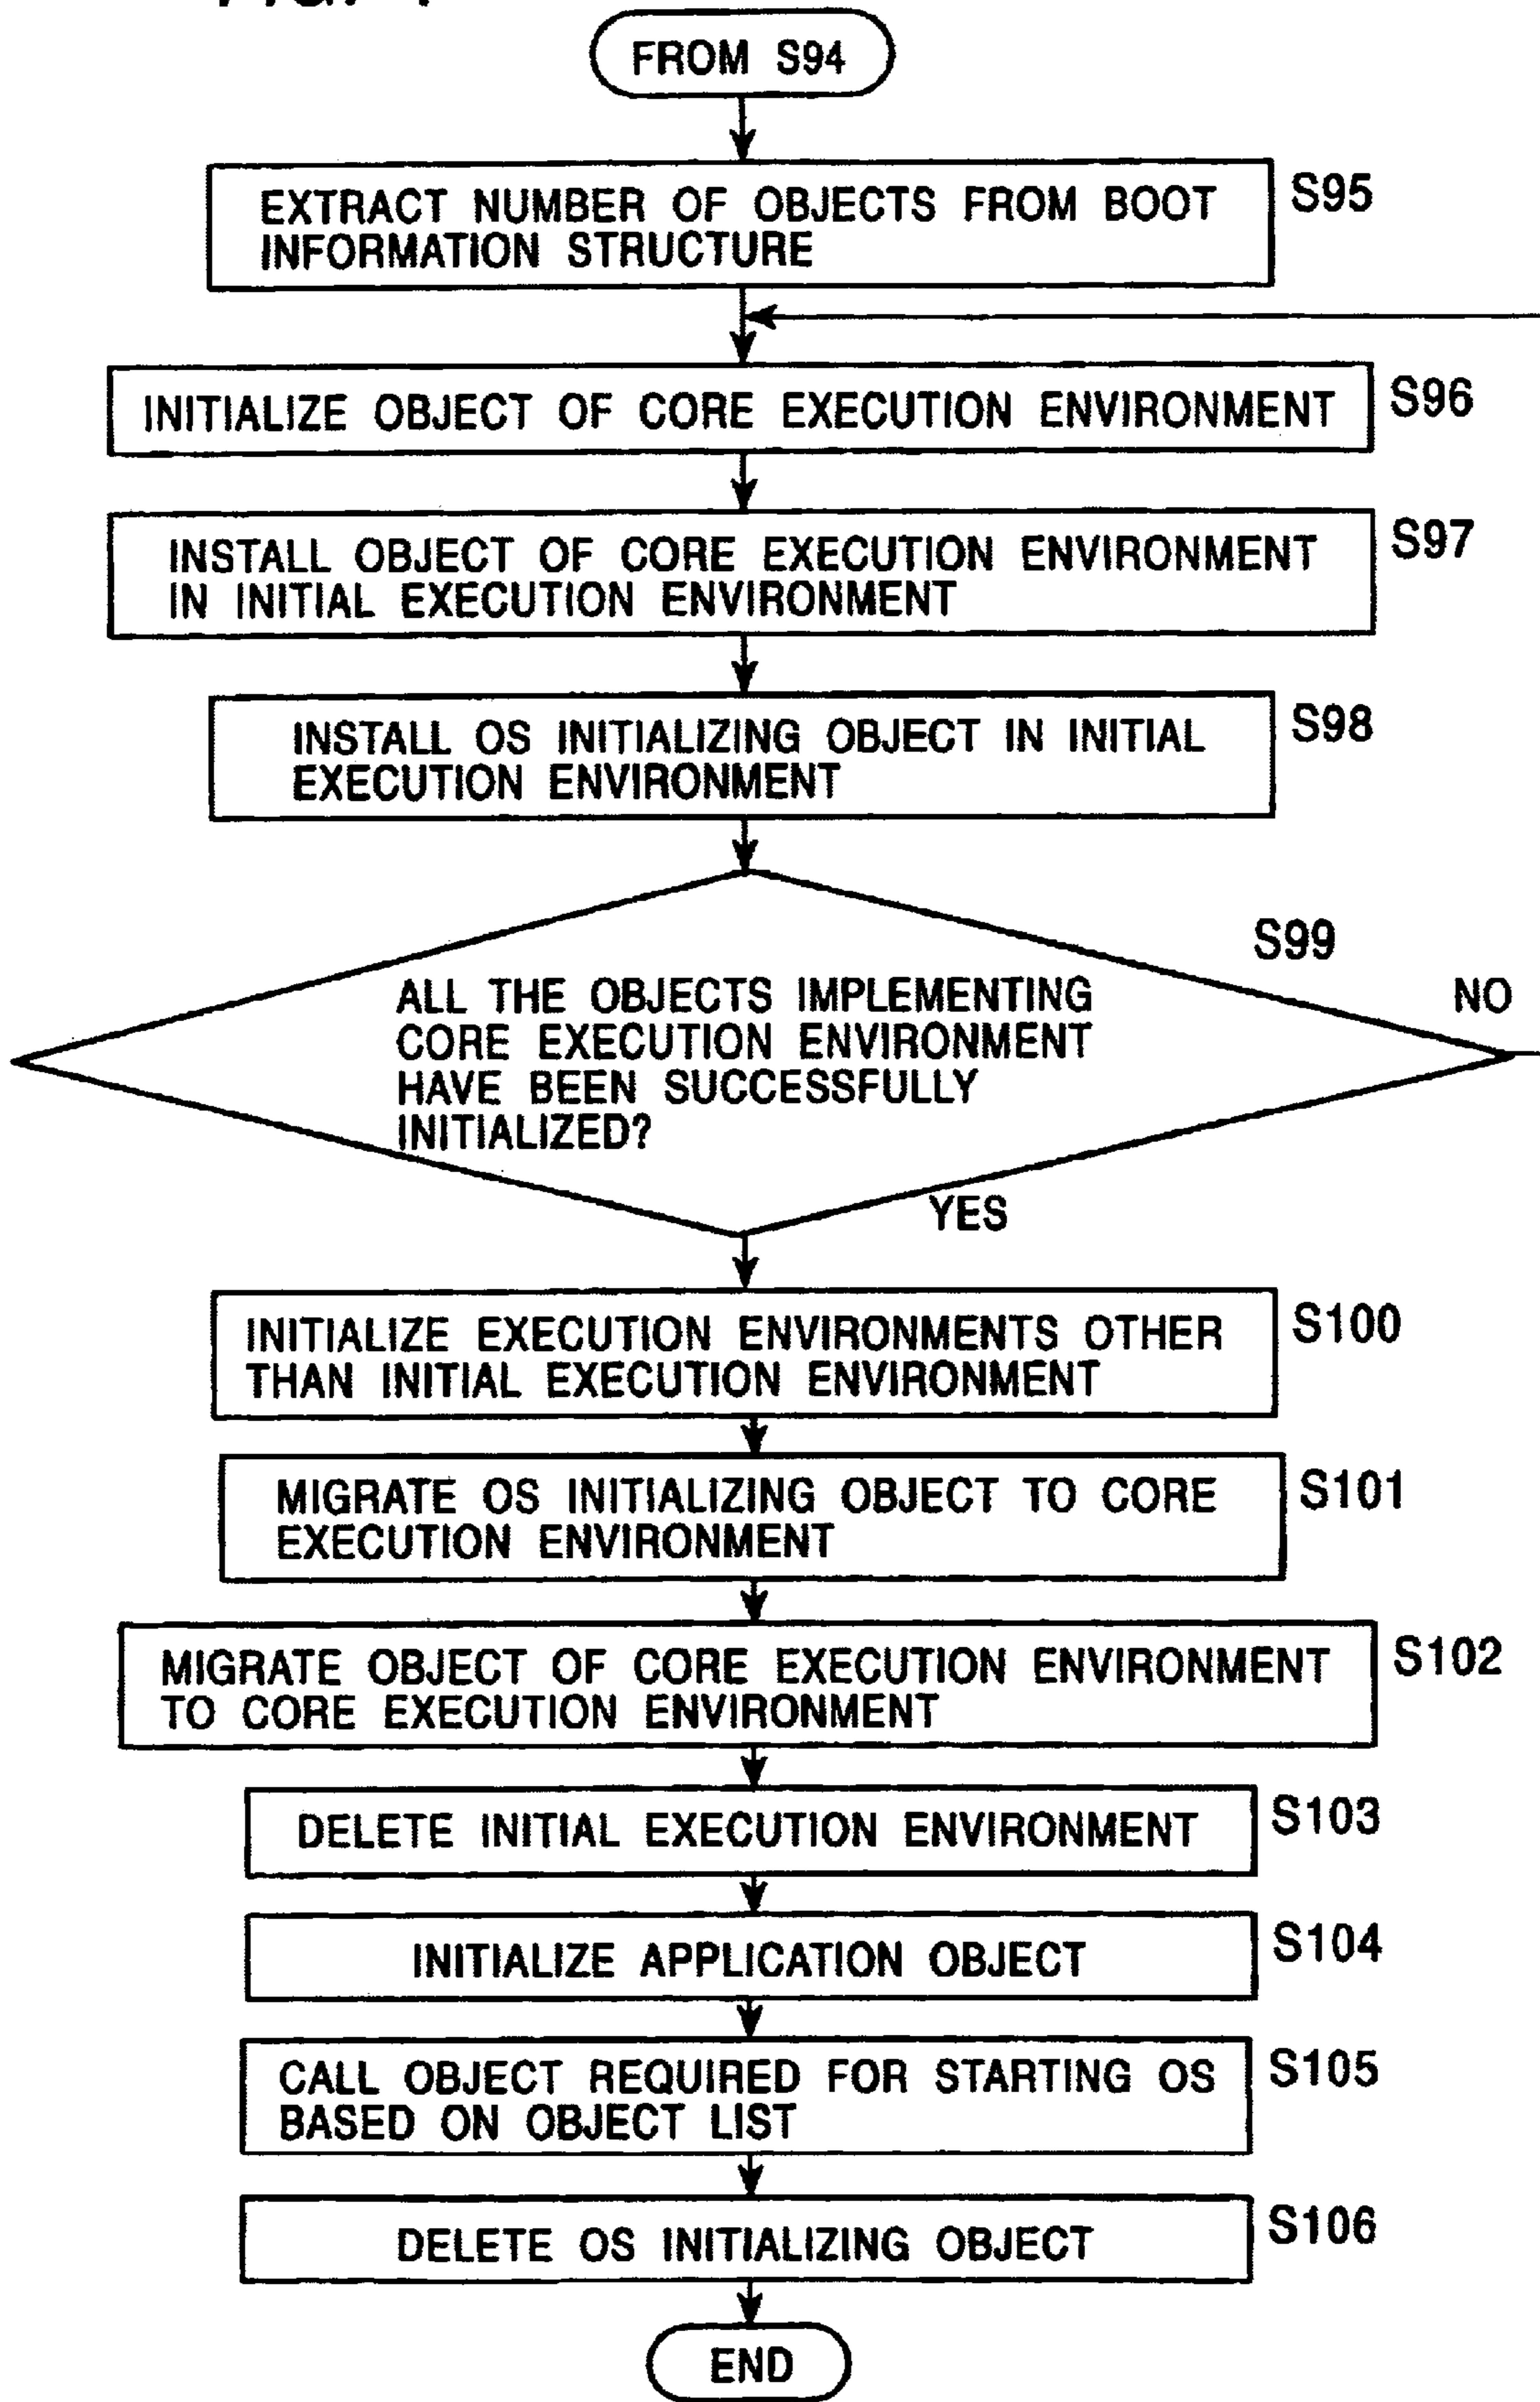 FROM S94
EXTRACT NUMBER OF OBJECTS FROM BOOT
INFORMATION STRUCTURE
S95
INITIALIZE OBJECT OF CORE EXECUTION ENVIRONMENT
S96
INSTALL OBJECT OF CORE EXECUTION ENVIRONMENT
IN INITIAL EXECUTION ENVIRONMENT
S97
INSTALL OS INITIALIZING OBJECT IN INITIAL
EXECUTION ENVIRONMENT
S98
S99
ALL THE OBJECTS IMPLEMENTING
CORE EXECUTION ENVIRONMENT
HAVE BEEN SUCCESSFULLY
INITIALIZED?
NO
YES
INITIALIZE EXECUTION ENVIRONMENTS OTHER
THAN INITIAL EXECUTION ENVIRONMENT
S100
MIGRATE OS INITIALIZING OBJECT TO CORE
EXECUTION ENVIRONMENT
S101
MIGRATE OBJECT OF CORE EXECUTION ENVIRONMENT
TO CORE EXECUTION ENVIRONMENT
S102
DELETE INITIAL EXECUTION ENVIRONMENT
S103
INITIALIZE APPLICATION OBJECT
S104
CALL OBJECT REQUIRED FOR STARTING OS
BASED ON OBJECT LIST
S105
DELETE OS INITIALIZING OBJECT
S106
END